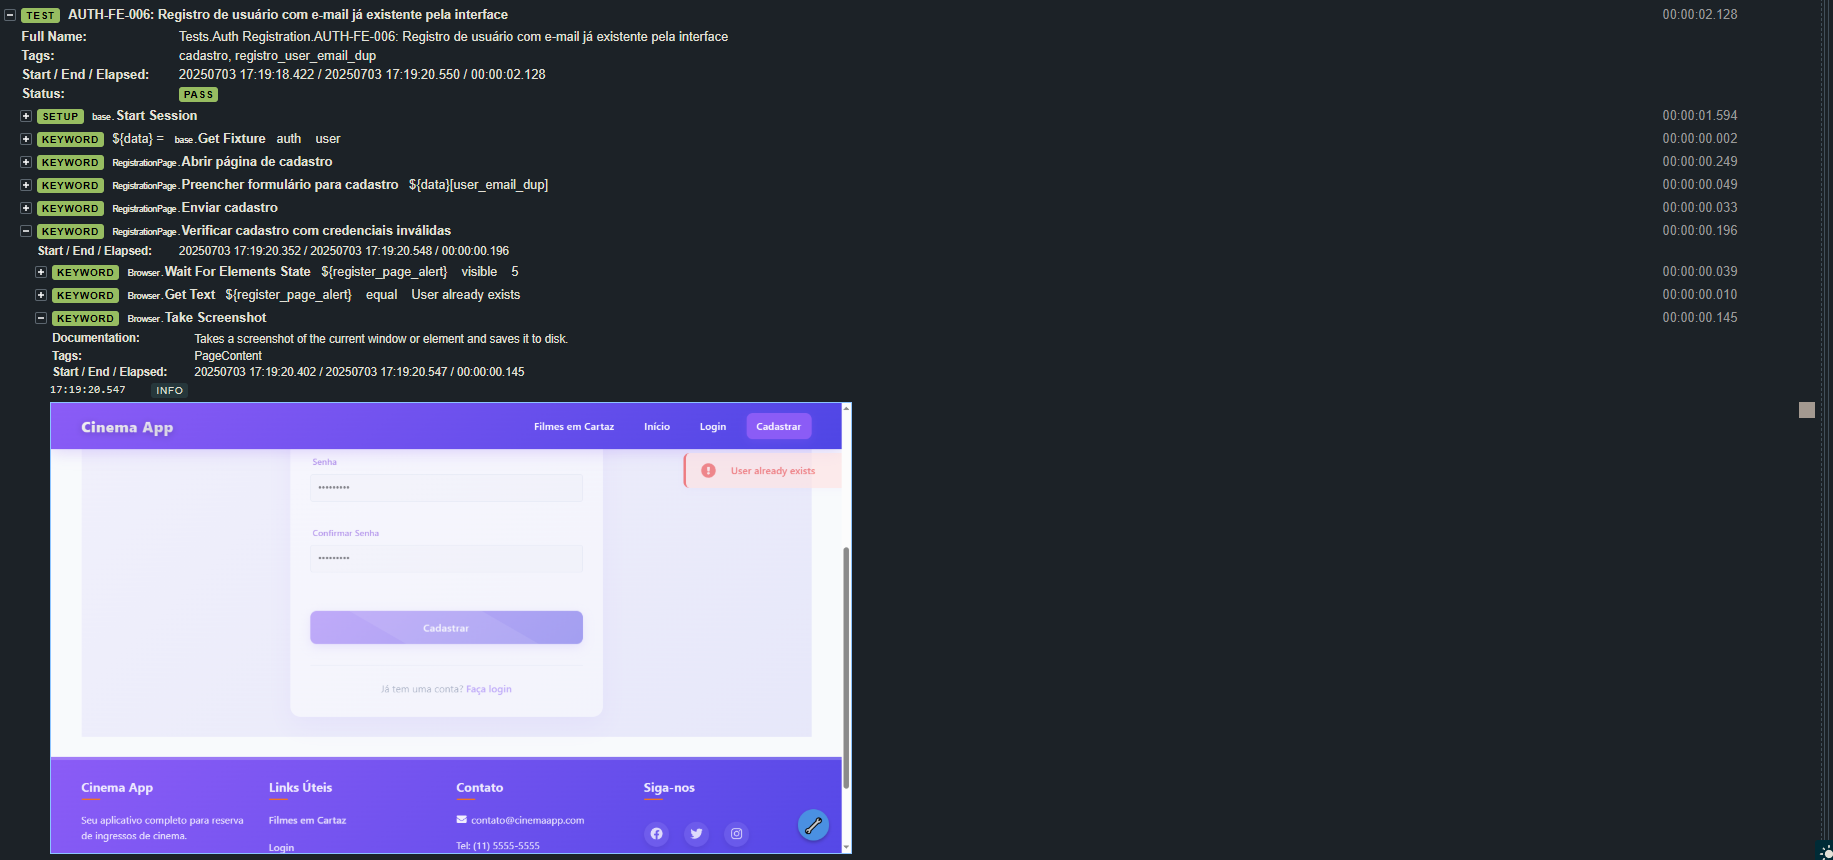 TEST AUTH-FE-006: Registro de usuário com e-mail já existente pela interface 00:00:02.128
Full Name: Tests.Auth Registration.AUTH-FE-006: Registro de usuário com e-mail já existente pela interface
Tags: cadastro, registro_user_email_dup
Start / End / Elapsed: 20250703 17:19:18.422 / 20250703 17:19:20.550 / 00:00:02.128
Status: PASS
SETUP base. Start Session 00:00:01.594
KEYWORD ${data} = base. Get Fixture auth user 00:00:00.002
KEYWORD RegistrationPage. Abrir página de cadastro 00:00:00.249
KEYWORD RegistrationPage. Preencher formulário para cadastro ${data}[user_email_dup] 00:00:00.049
KEYWORD RegistrationPage. Enviar cadastro 00:00:00.033
KEYWORD RegistrationPage. Verificar cadastro com credenciais inválidas 00:00:00.196
Start / End / Elapsed: 20250703 17:19:20.352 / 20250703 17:19:20.548 / 00:00:00.196
KEYWORD Browser. Wait For Elements State ${register_page_alert} visible 5 00:00:00.039
KEYWORD Browser. Get Text ${register_page_alert} equal User already exists 00:00:00.010
KEYWORD Browser. Take Screenshot 00:00:00.145
Documentation: Takes a screenshot of the current window or element and saves it to disk.
Tags: PageContent
Start / End / Elapsed: 20250703 17:19:20.402 / 20250703 17:19:20.547 / 00:00:00.145
17:19:20.547 INFO
Cinema App Filmes em Cartaz Início Login Cadastrar
User already exists
Senha
•••••••••
Confirmar Senha
•••••••••
Cadastrar
Já tem uma conta? Faça login
Cinema App
Seu aplicativo completo para reserva
de ingressos de cinema.
Links Úteis
Filmes em Cartaz
Login
Contato
contato@cinemaapp.com
Tel: (11) 5555-5555
Siga-nos